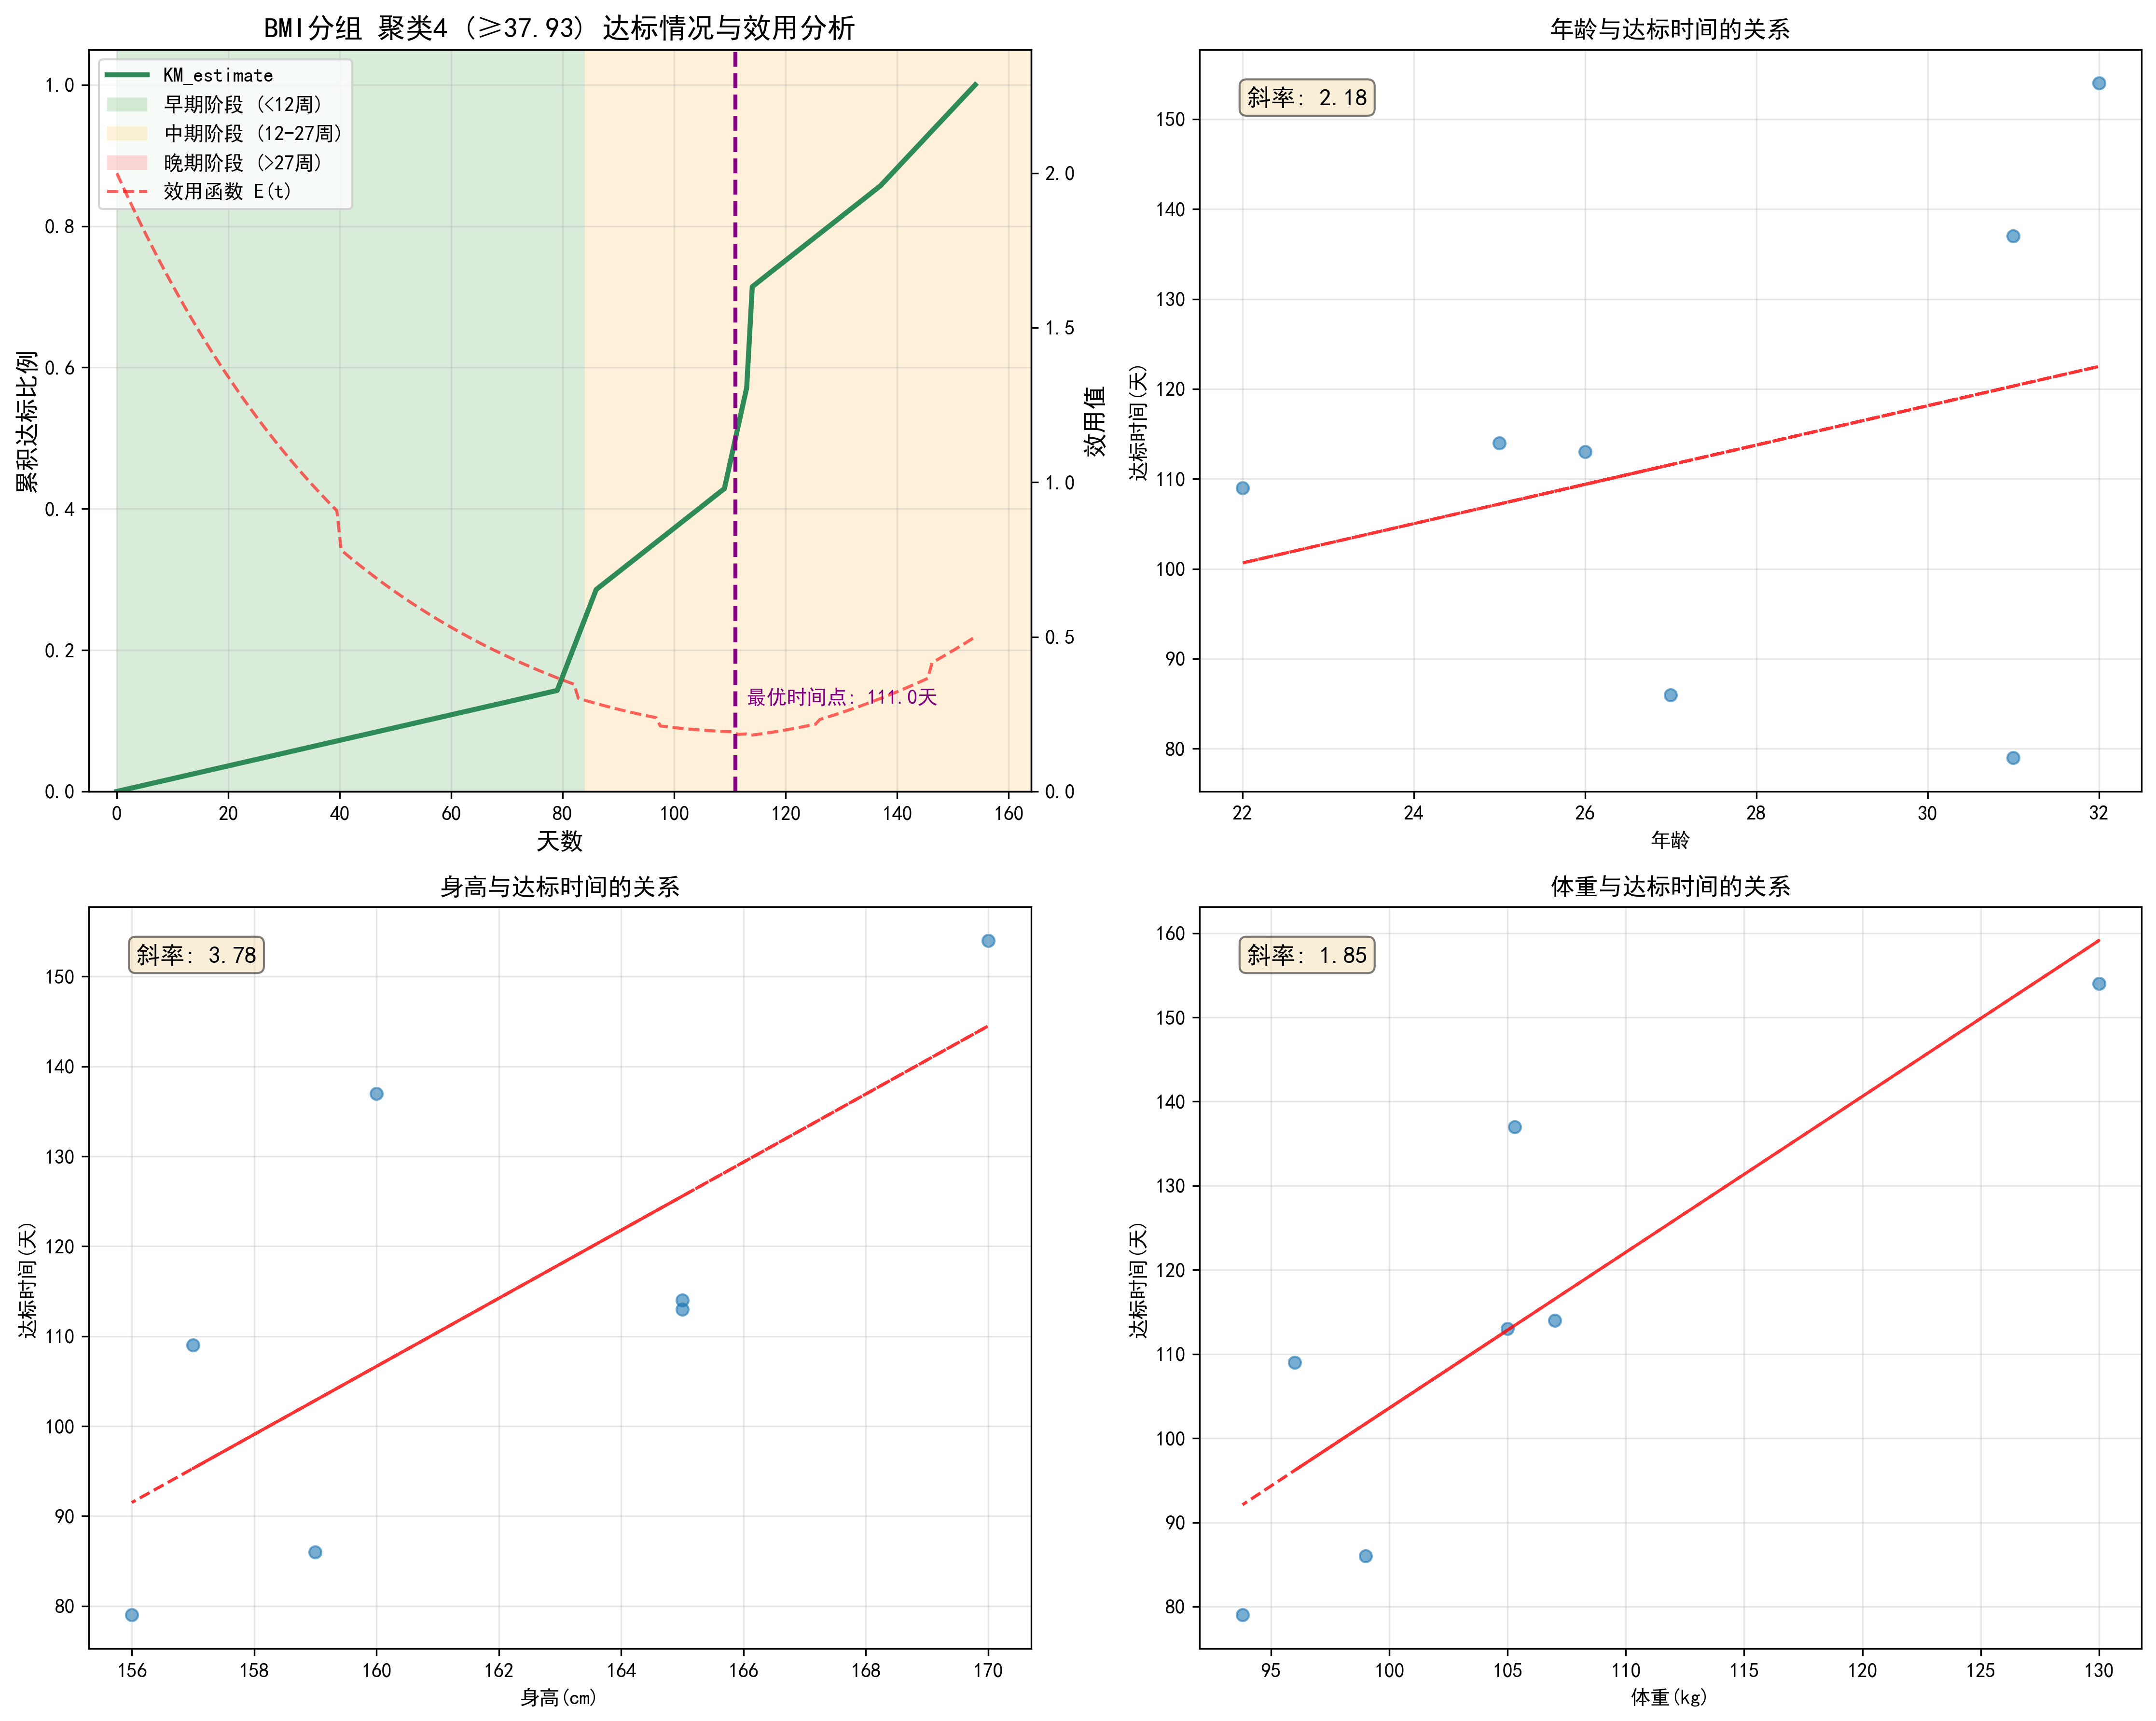 BMI分组 聚类4 (≥37.93) 达标情况与效用分析
KM_estimate
早期阶段 (<12周)
中期阶段 (12-27周)
晚期阶段 (>27周)
效用函数 E(t)
累积达标比例
1.0
0.8
0.6
0.4
0.2
0.0
2.0
1.5
1.0
0.5
0.0
效用值
最优时间点: 111.0天
0 20 40 60 80 100 120 140 160
天数
年龄与达标时间的关系
斜率: 2.18
达标时间(天)
150
140
130
120
110
100
90
80
22 24 26 28 30 32
年龄
身高与达标时间的关系
斜率: 3.78
达标时间(天)
150
140
130
120
110
100
90
80
156 158 160 162 164 166 168 170
身高(cm)
体重与达标时间的关系
斜率: 1.85
达标时间(天)
160
150
140
130
120
110
100
90
80
95 100 105 110 115 120 125 130
体重(kg)